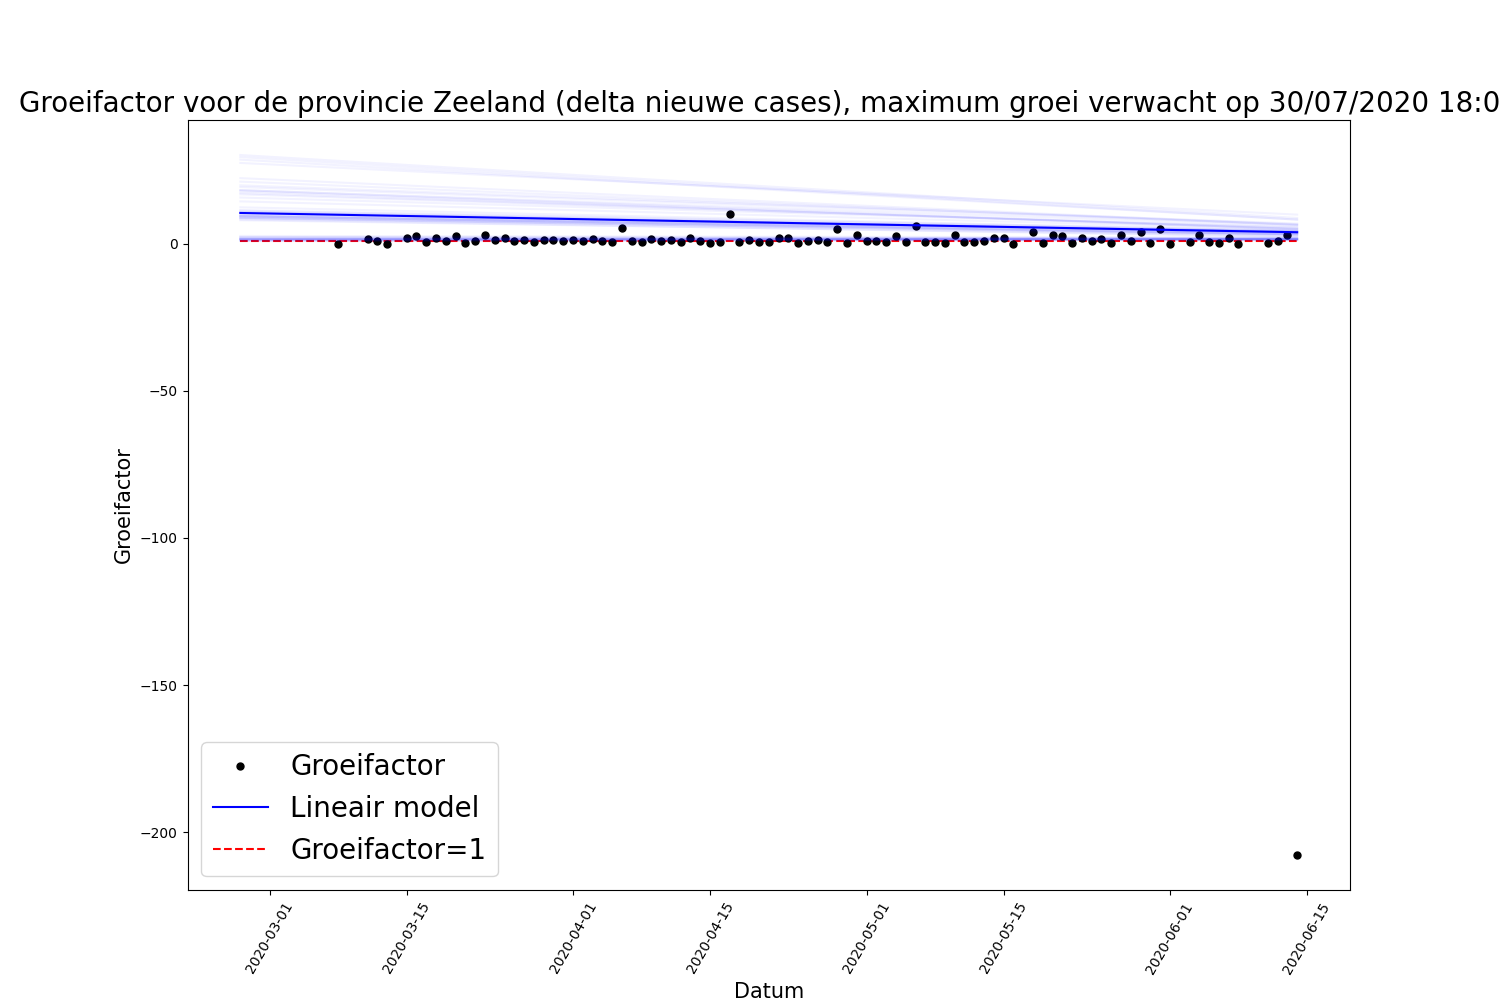 Groeifactor voor de provincie Zeeland (delta nieuwe cases), maximum groei verwacht op 30/07/2020 18:0
0
−50
−100
−150
−200
Groeifactor
Groeifactor
Lineair model
Groeifactor=1
2020-03-01
2020-03-15
2020-04-01
2020-04-15
2020-05-01
2020-05-15
2020-06-01
2020-06-15
Datum